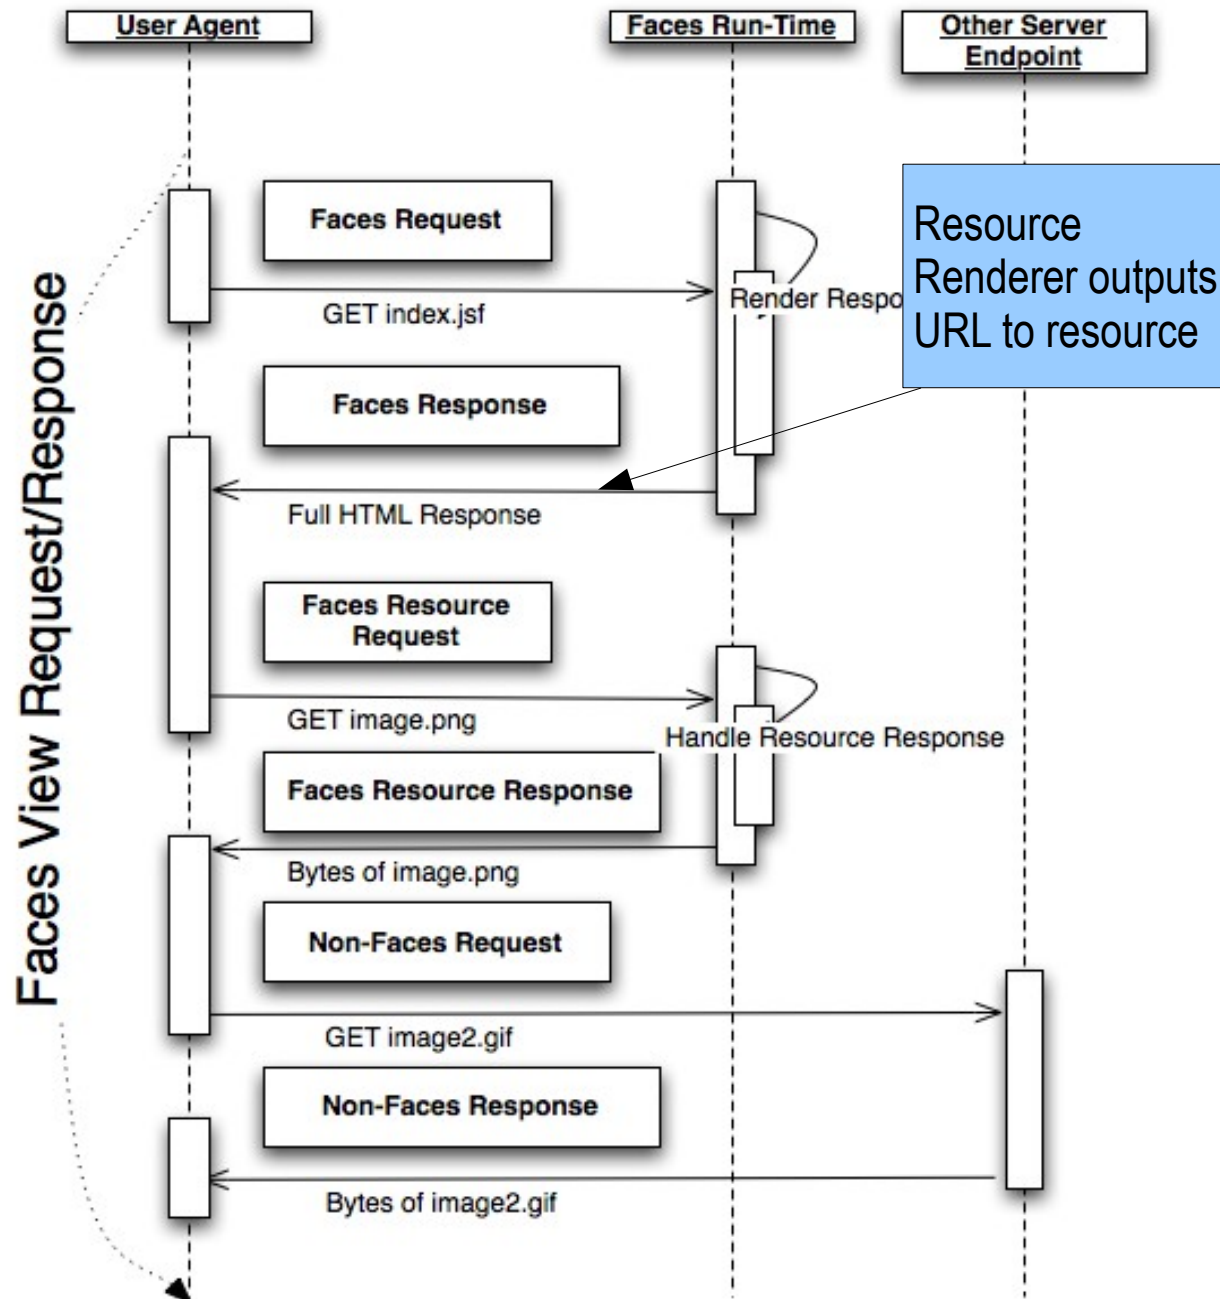 User Agent
Faces Run-Time
Other Server
Endpoint
Faces View Request/Response
Faces Request
Resource
Renderer outputs
URL to resource
Render Respo
GET index.jsf
Faces Response
Full HTML Response
Faces Resource
Request
GET image.png
Handle Resource Response
Faces Resource Response
Bytes of image.png
Non-Faces Request
GET image2.gif
Non-Faces Response
Bytes of image2.gif